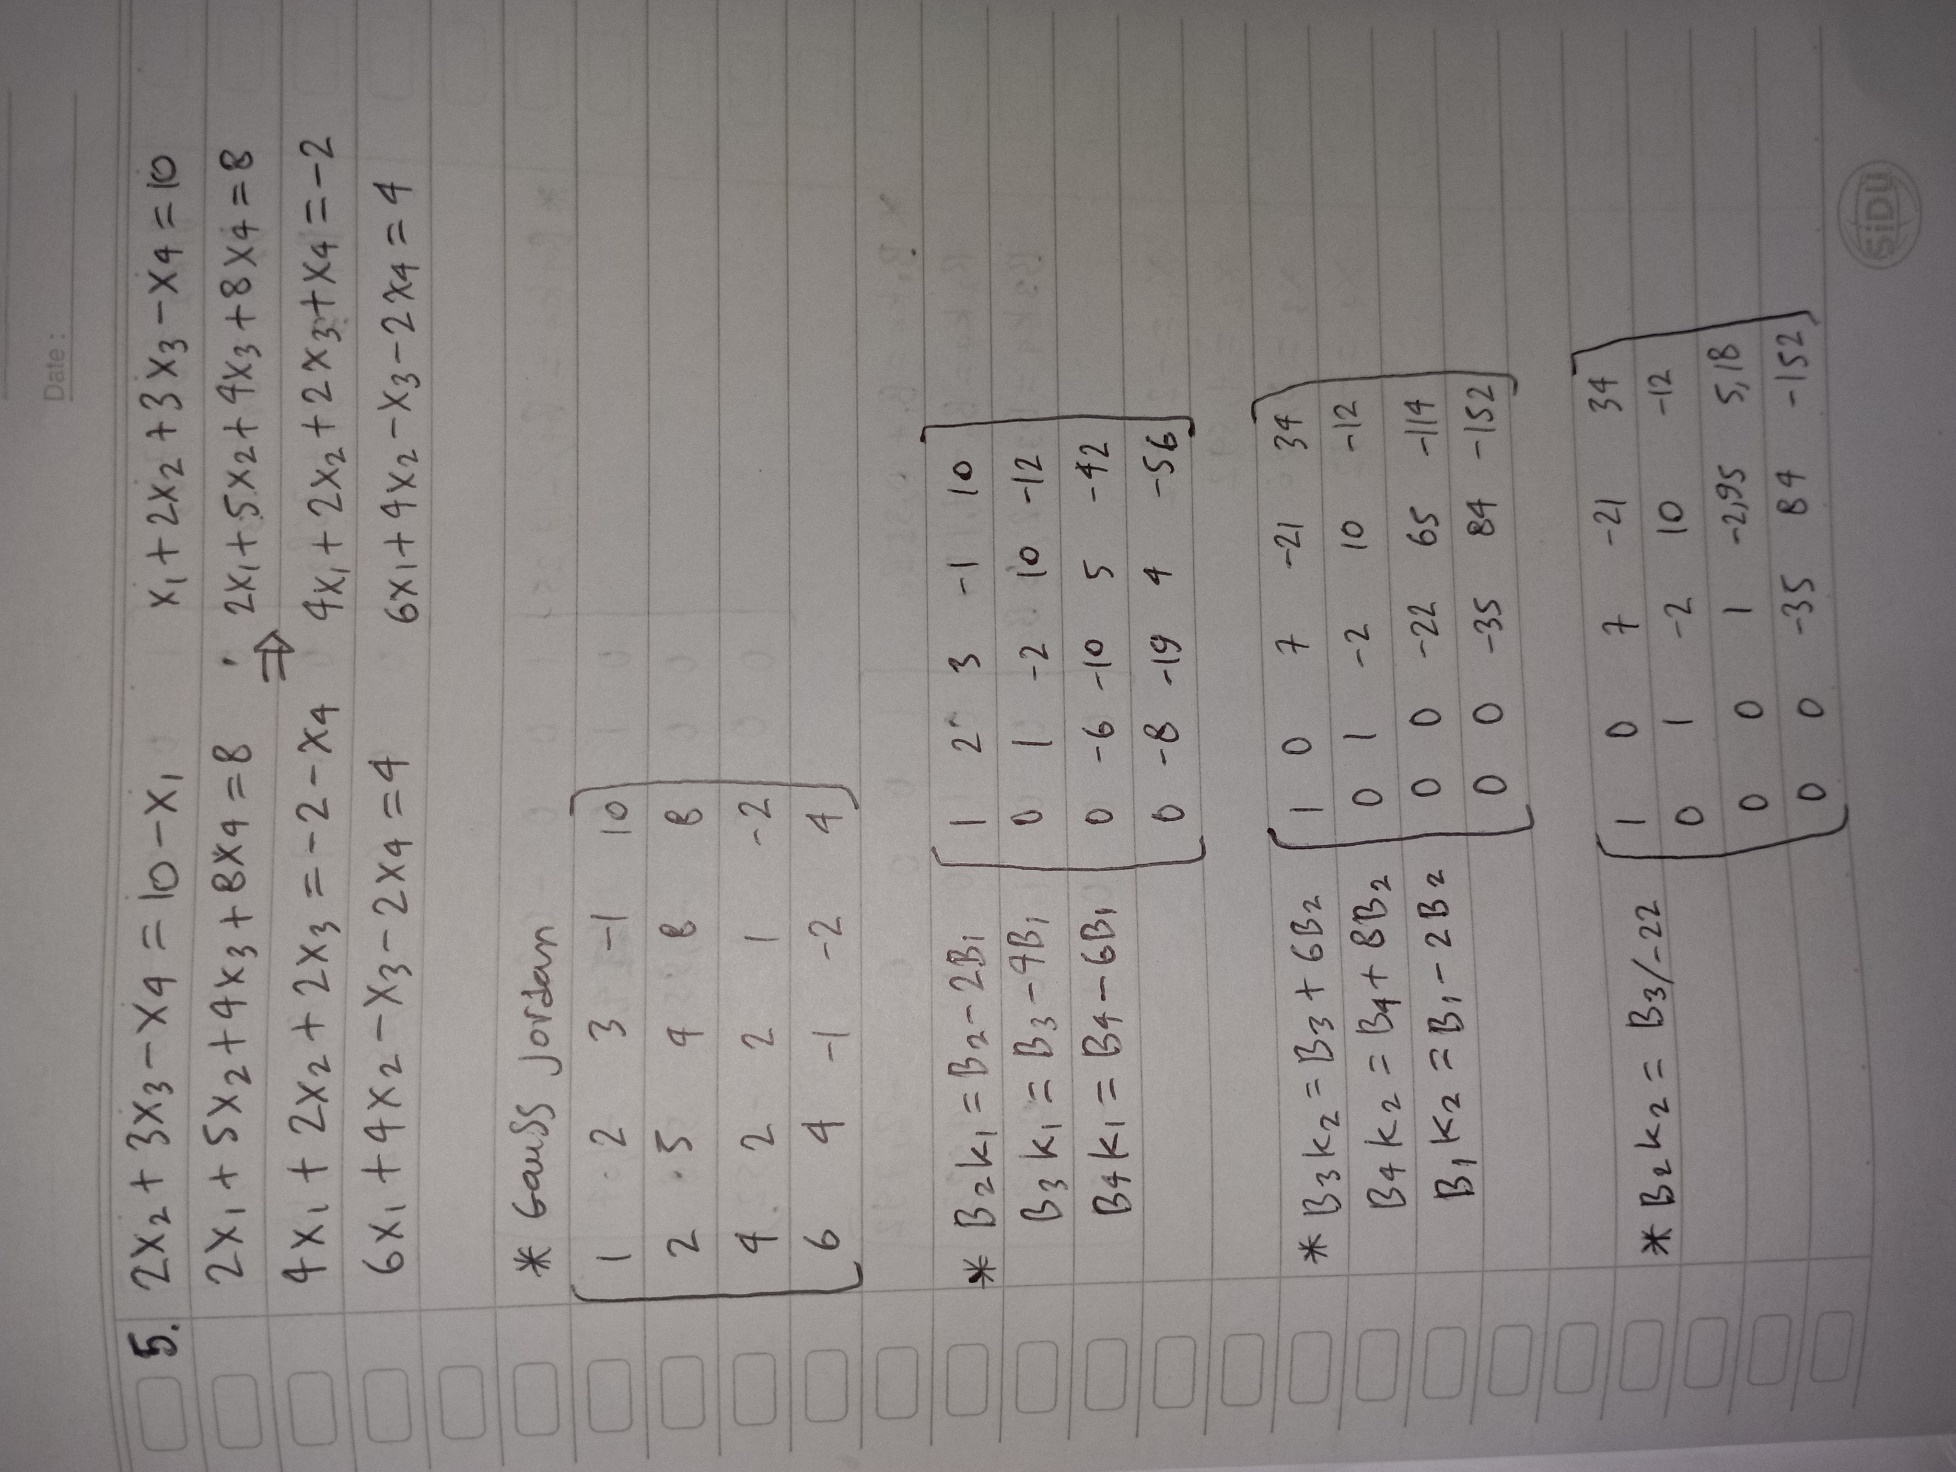 Date :
5. 2x2 + 3x3 - x4 = 10 - x1 x1 + 2x2 + 3x3 - x4 = 10
2x1 + 5x2 + 4x3 + 8x4 = 8 ⇒ 2x1 + 5x2 + 4x3 + 8x4 = 8
4x1 + 2x2 + 2x3 = -2 - x4 4x1 + 2x2 + 2x3 + x4 = -2
6x1 + 4x2 - x3 - 2x4 = 4 6x1 + 4x2 - x3 - 2x4 = 4
* Gauss Jordan
1 2 3 -1 10
2 5 4 8 8
4 2 2 1 -2
6 4 -1 -2 4
* B2k1 = B2 - 2B1 1 2 3 -1 10
B3k1 = B3 - 4B1 0 1 -2 10 -12
B4k1 = B4 - 6B1 0 -6 -10 5 -42
0 -8 -19 4 -56
* B3k2 = B3 + 6B2 1 0 7 -21 34
B4k2 = B4 + 8B2 0 1 -2 10 -12
B1k2 = B1 - 2B2 0 0 -22 65 -114
0 0 -35 84 -152
* B2k2 = B3/-22 1 0 7 -21 34
0 1 -2 10 -12
0 0 1 -2,95 5,18
0 0 -35 84 -152
SiDU